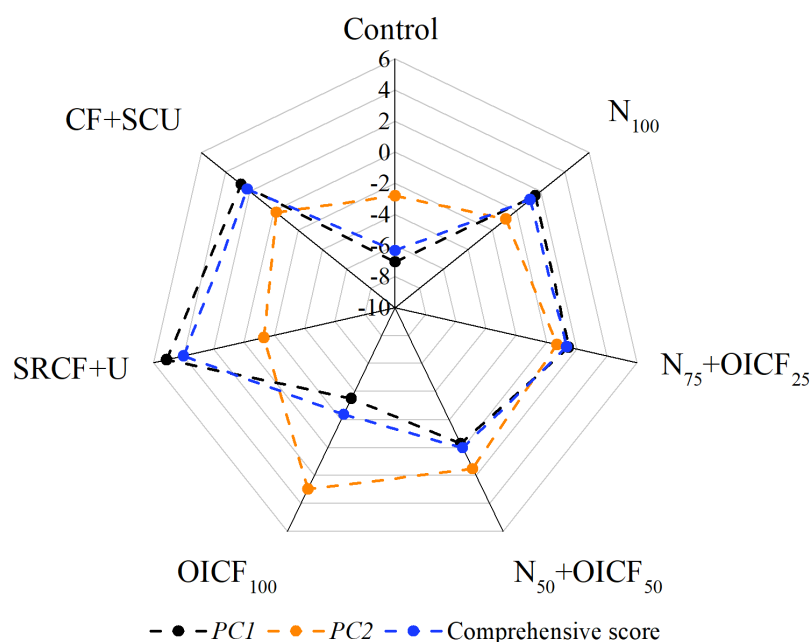 Control
6
4
2
0
-2
-4
-6
-8
-10
N₁₀₀
CF+SCU
N₇₅+OICF₂₅
SRCF+U
OICF₁₀₀
N₅₀+OICF₅₀
PC1 PC2 Comprehensive score